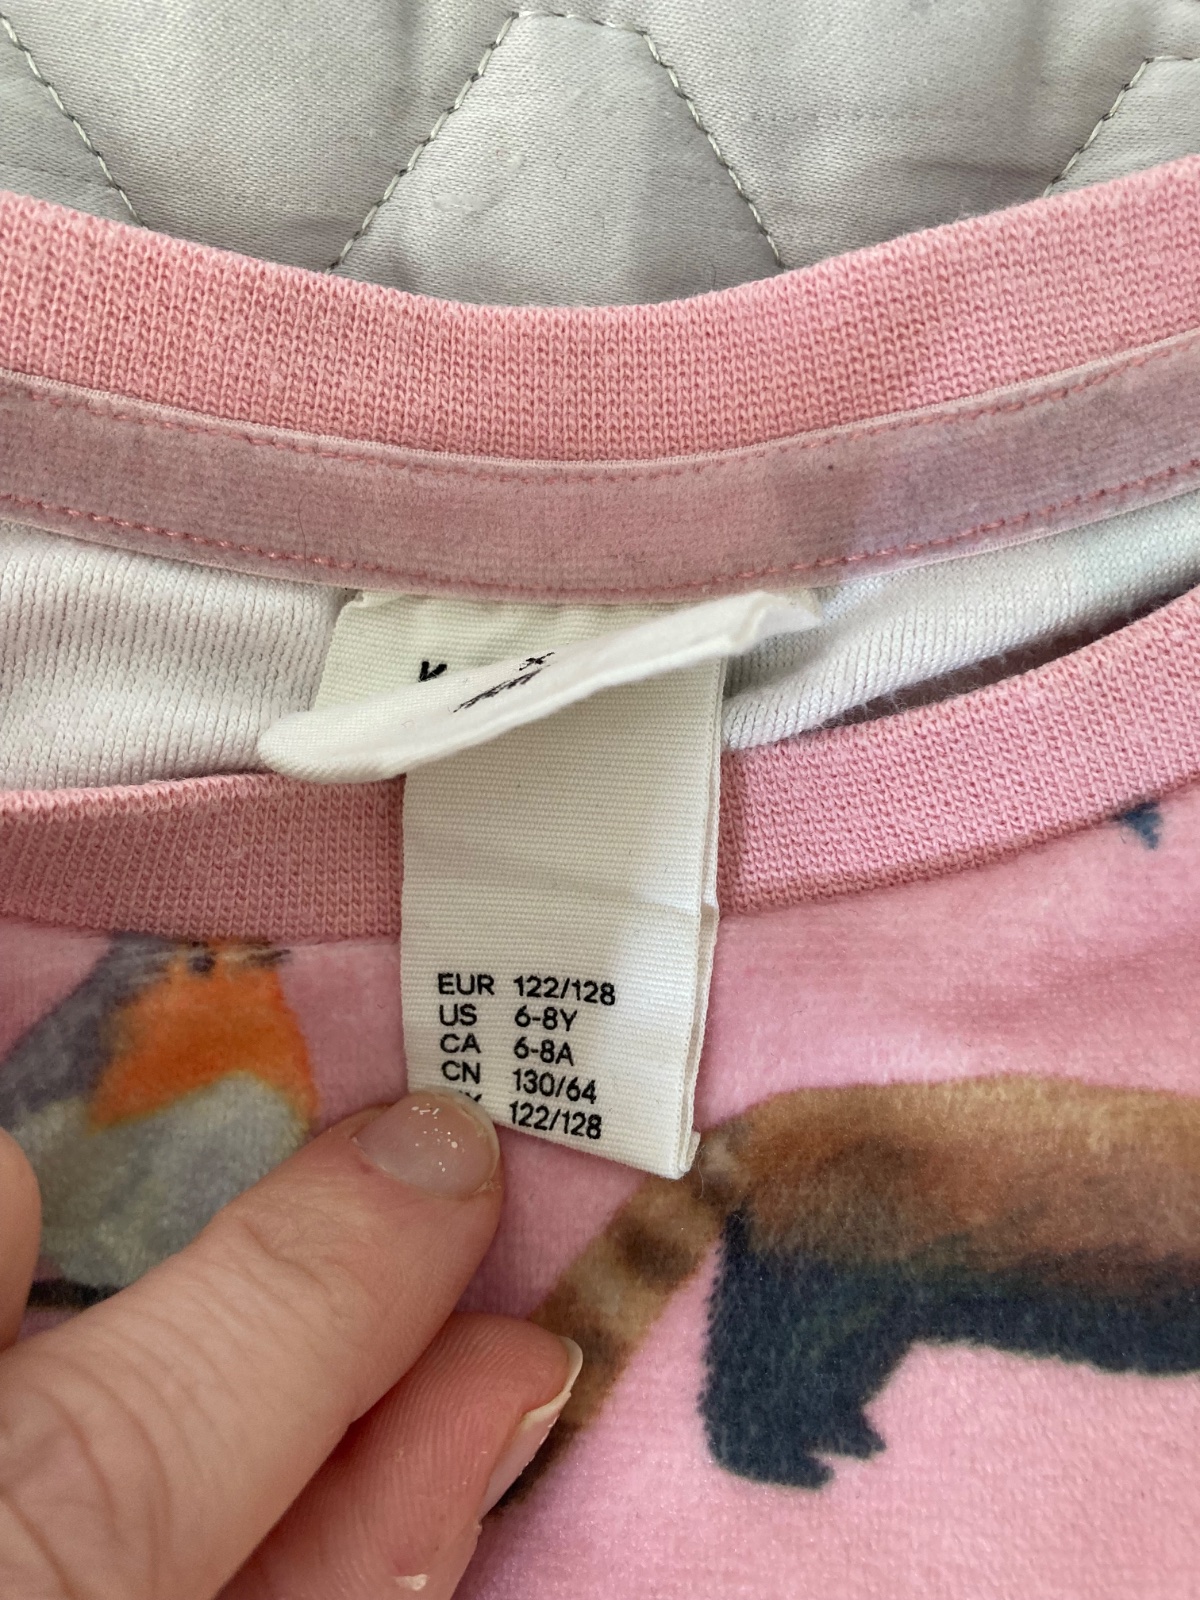 EUR 122/128
US 6-8Y
CA 6-8A
CN 130/64
122/128